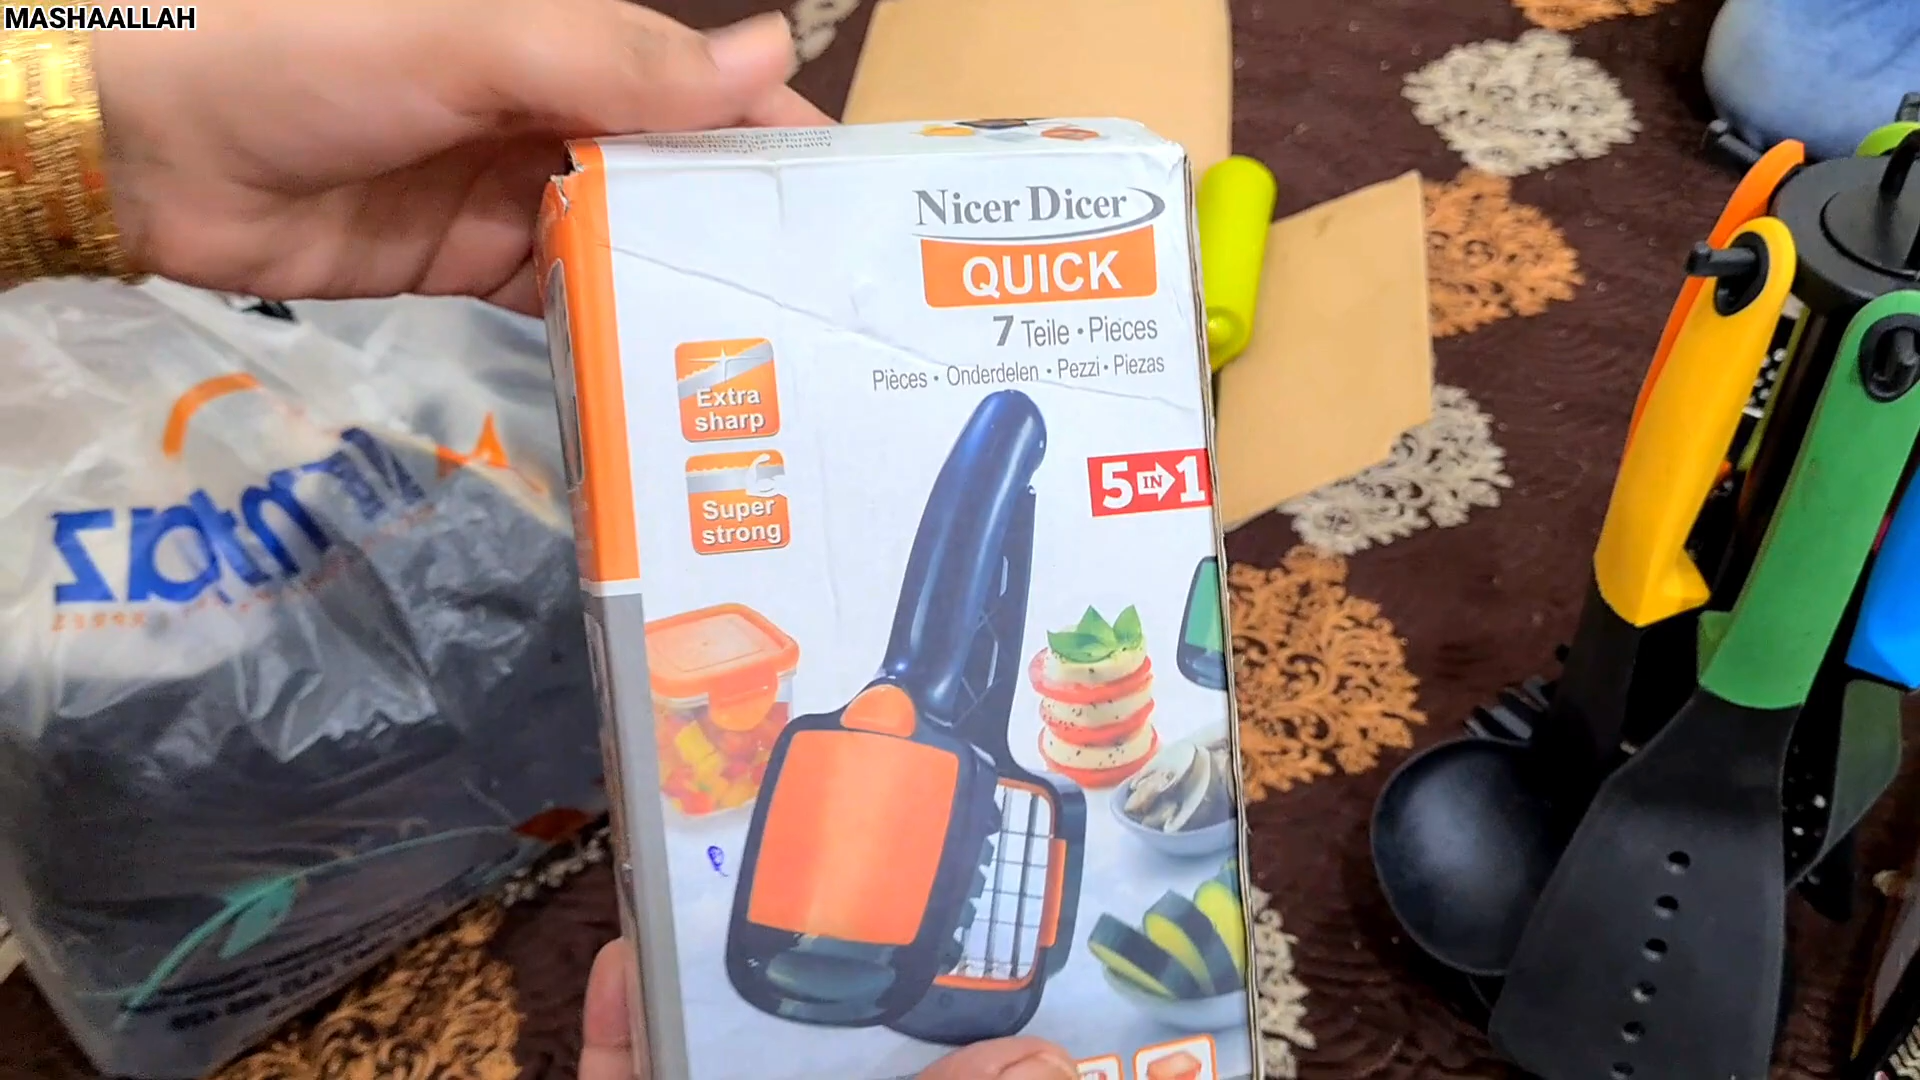 MASHAALLAH
Nicer Dicer
QUICK
7 Teile · Pieces
Pièces · Onderdelen · Pezzi · Piezas
Extra
sharp
Super
strong
5 IN 1